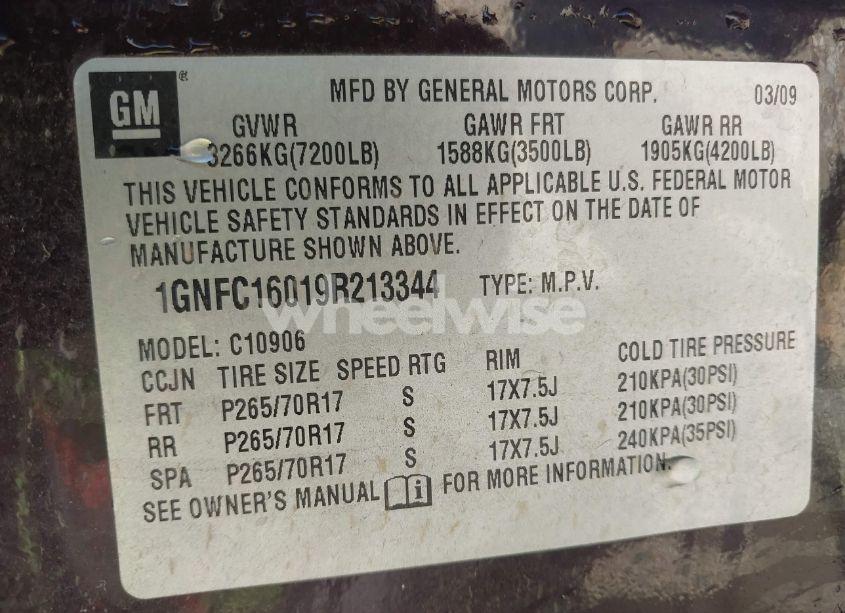 GM ® MFD BY GENERAL MOTORS CORP. 03/09
GVWR GAWR FRT GAWR RR
3266KG(7200LB) 1588KG(3500LB) 1905KG(4200LB)
THIS VEHICLE CONFORMS TO ALL APPLICABLE U.S. FEDERAL MOTOR
VEHICLE SAFETY STANDARDS IN EFFECT ON THE DATE OF
MANUFACTURE SHOWN ABOVE.
1GNFC16019R213344 TYPE: M.P.V.
wheelwise
MODEL: C10906
CCJN TIRE SIZE SPEED RTG RIM COLD TIRE PRESSURE
FRT P265/70R17 S 17X7.5J 210KPA(30PSI)
RR P265/70R17 S 17X7.5J 210KPA(30PSI)
SPA P265/70R17 S 17X7.5J 240KPA(35PSI)
SEE OWNER'S MANUAL i FOR MORE INFORMATION.